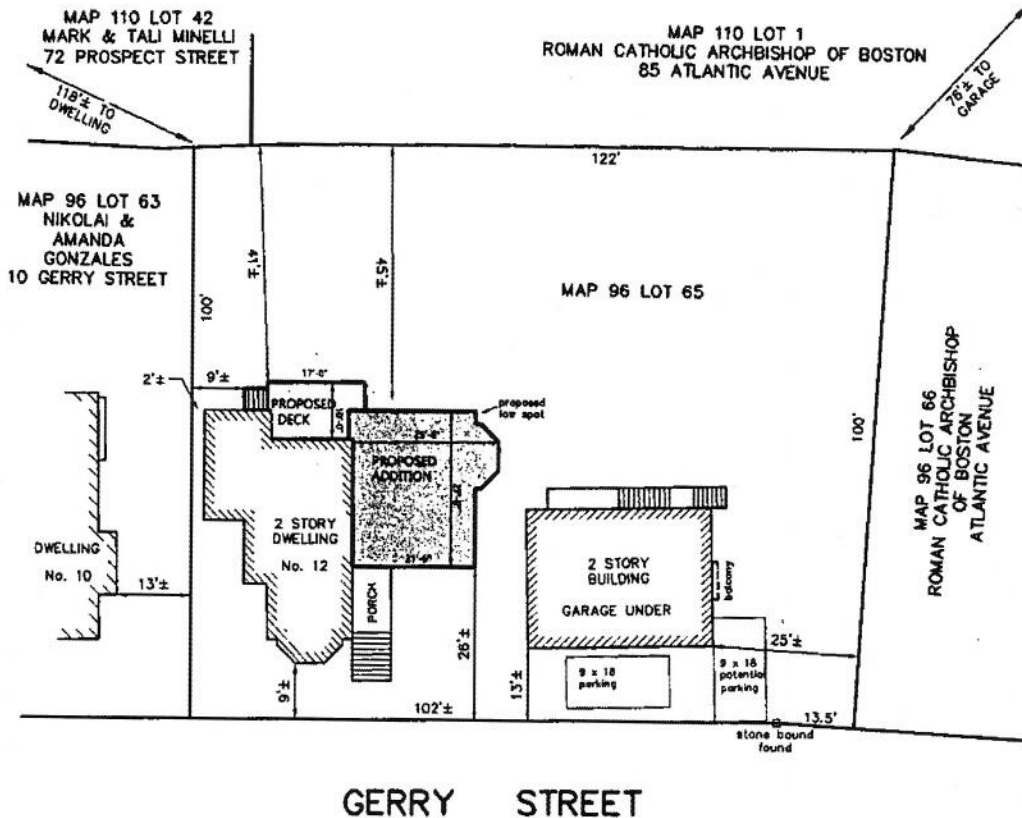 MAP 110 LOT 42
MARK & TALI MINELLI
72 PROSPECT STREET
118'± TO
DWELLING
MAP 110 LOT 1
ROMAN CATHOLIC ARCHBISHOP OF BOSTON
85 ATLANTIC AVENUE
76'± TO
GARAGE
122'
MAP 96 LOT 63
NIKOLAI &
AMANDA
GONZALES
10 GERRY STREET
100'
41'±
45'±
MAP 96 LOT 65
100'
MAP 96 LOT 66
ROMAN CATHOLIC ARCHBISHOP
OF BOSTON
ATLANTIC AVENUE
2'±
9'±
17'-0"
PROPOSED
DECK
10'-0"
proposed
low spot
PROPOSED
ADDITION
21'-6"
2 STORY
DWELLING
No. 12
DWELLING
No. 10
13'±
PORCH
26'±
9'±
102'±
2 STORY
BUILDING
GARAGE UNDER
balcony
25'±
13'±
9 x 18
parking
9 x 18
potential
parking
13.5'
stone bound
found
GERRY STREET